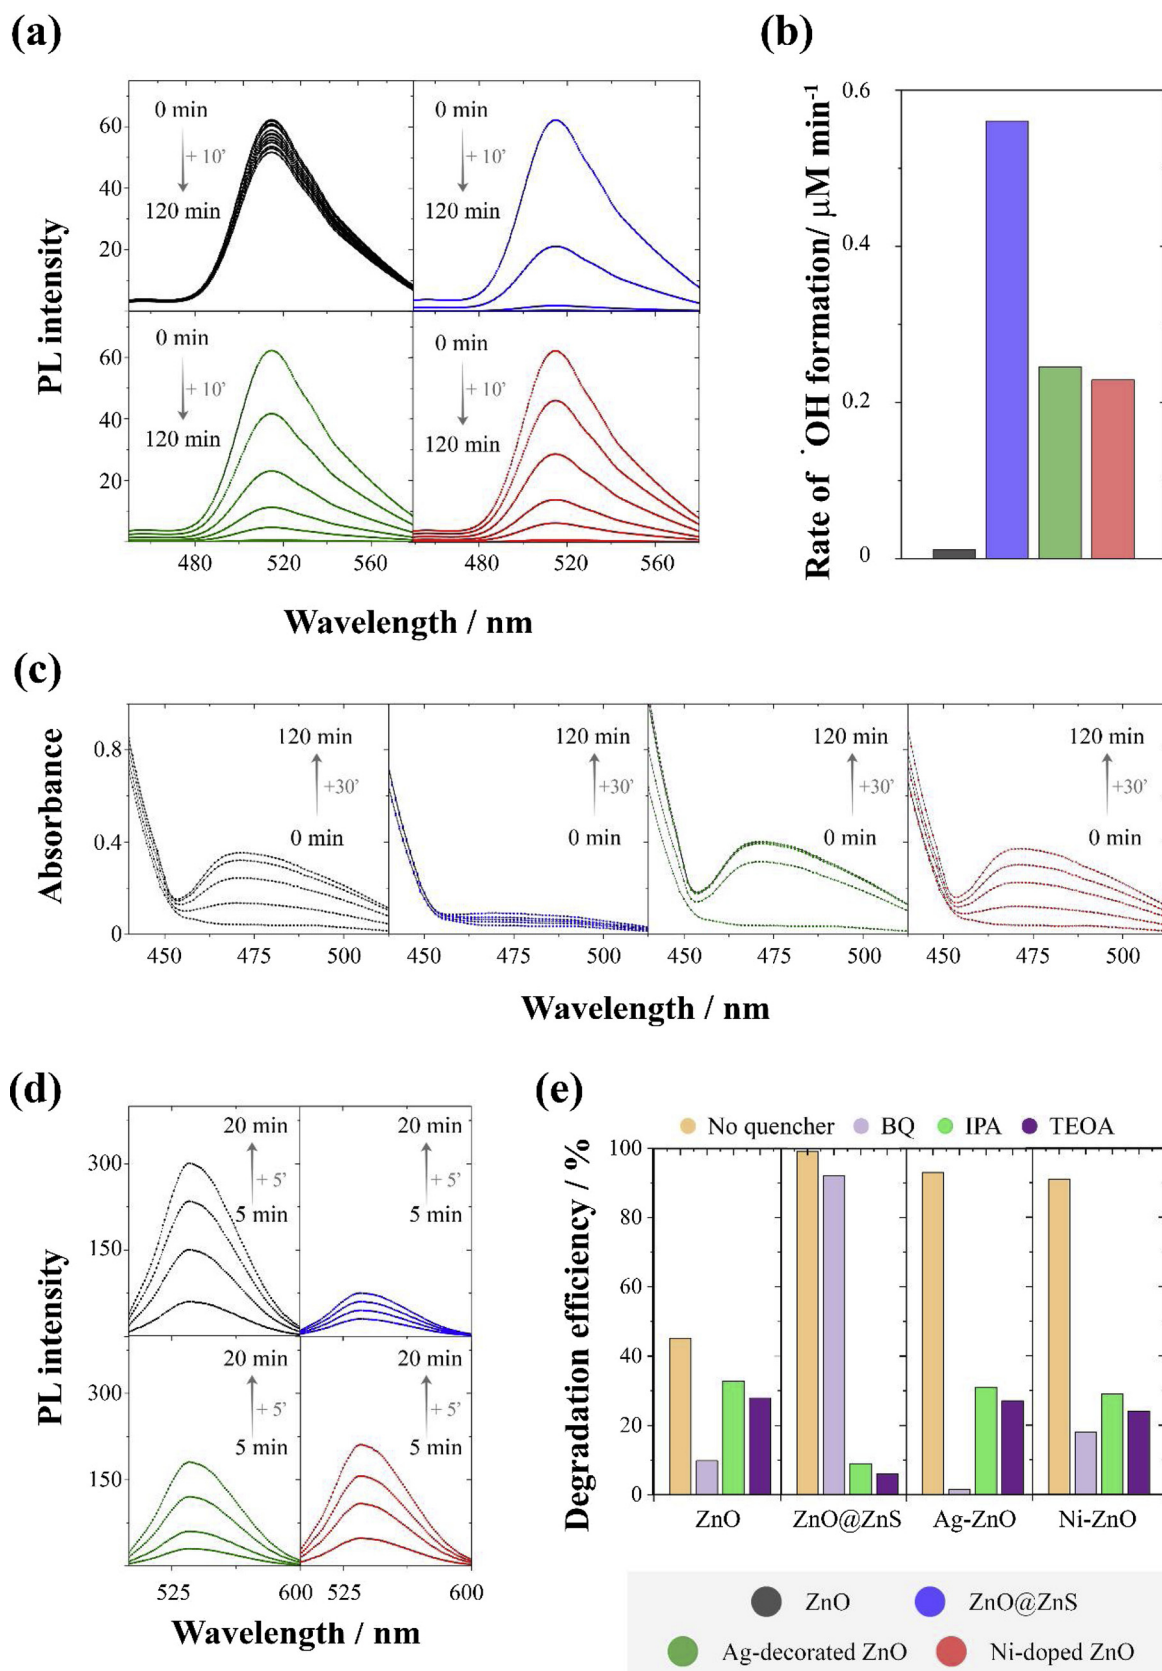 (a)
(b)
PL intensity
60
40
20
0 min
+ 10'
120 min
0 min
+ 10'
120 min
60
40
20
0 min
+ 10'
120 min
0 min
+ 10'
120 min
480
520
560
480
520
560
Wavelength / nm
Rate of ˙OH formation/ μM min⁻¹
0.6
0.4
0.2
0
(c)
Absorbance
0.8
0.4
0
120 min
+30'
0 min
120 min
+30'
0 min
120 min
+30'
0 min
120 min
+30'
0 min
450
475
500
450
475
500
450
475
500
450
475
500
Wavelength / nm
(d)
PL intensity
300
150
20 min
+ 5'
5 min
20 min
+ 5'
5 min
300
150
20 min
+ 5'
5 min
20 min
+ 5'
5 min
525
600
525
600
Wavelength / nm
(e)
No quencher
BQ
IPA
TEOA
Degradation efficiency / %
100
80
60
40
20
0
ZnO
ZnO@ZnS
Ag-ZnO
Ni-ZnO
ZnO
ZnO@ZnS
Ag-decorated ZnO
Ni-doped ZnO